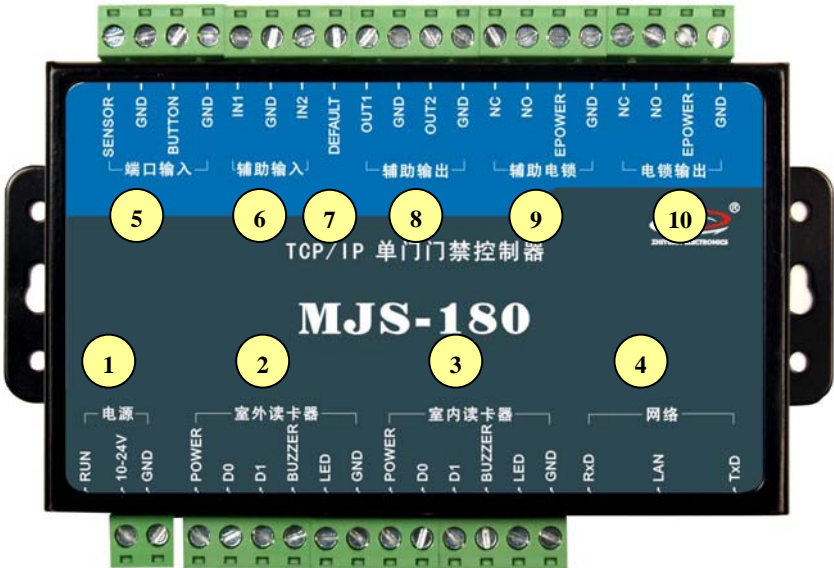 SENSOR GND BUTTON GND IN1 GND IN2 DEFAULT OUT1 GND OUT2 GND NC NO EPOWER GND NC NO EPOWER GND
端口输入 辅助输入 辅助输出 辅助电锁 电锁输出
5 6 7 8 9 10
®
TCP/IP 单门门禁控制器
MJS-180
1 2 3 4
电源 室外读卡器 室内读卡器 网络
RUN 10-24V GND POWER D0 D1 BUZZER LED GND POWER D0 D1 BUZZER LED GND RxD LAN TxD